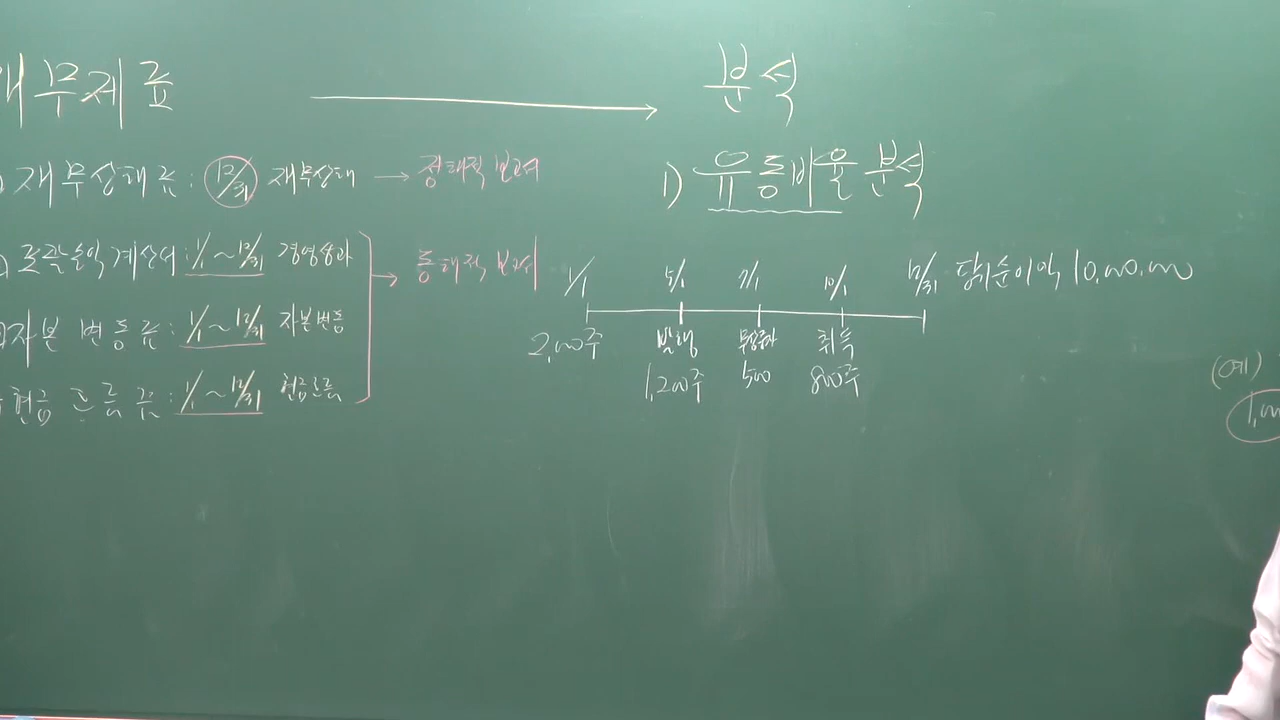 재무제표 → 분석
재무상태표 : 12/31 재무상태 → 정태적 보고서
포괄손익계산서 : 1/1 ~ 12/31 경영성과
→ 동태적 보고서
자본변동표 : 1/1 ~ 12/31 자본변동
현금흐름표 : 1/1 ~ 12/31 현금흐름
1) 유동비율 분석
1/1 5/1 7/1 10/1 12/31 당기순이익 10,000,000
2,000주 발행 무상증자 취득
1,200주 500 800주
(예)